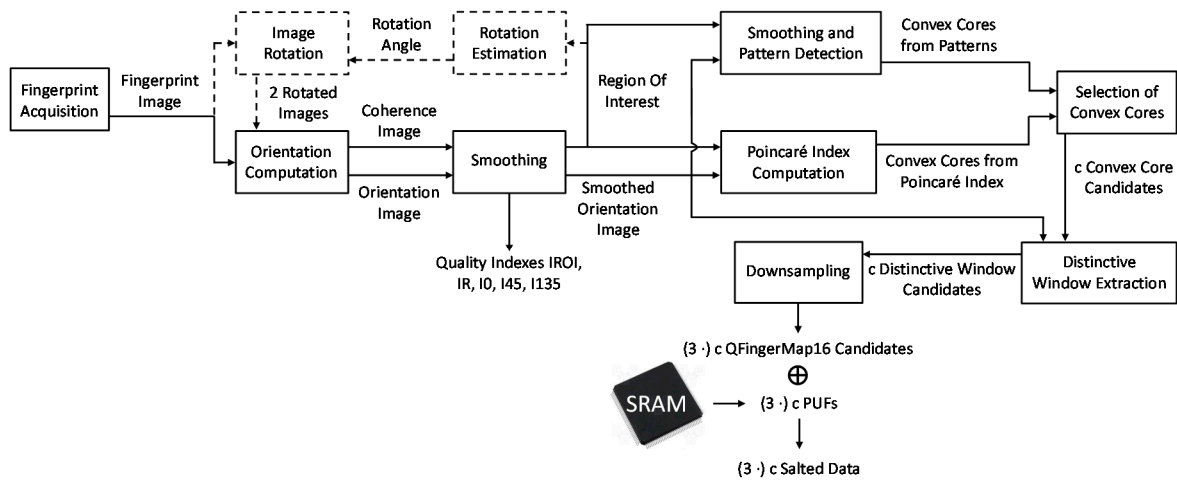 Fingerprint
Acquisition
Fingerprint
Image
Image
Rotation
Rotation
Angle
Rotation
Estimation
2 Rotated
Images
Orientation
Computation
Coherence
Image
Orientation
Image
Smoothing
Quality Indexes IROI,
IR, I0, I45, I135
Region Of
Interest
Smoothed
Orientation
Image
Smoothing and
Pattern Detection
Convex Cores
from Patterns
Poincaré Index
Computation
Convex Cores from
Poincaré Index
Selection of
Convex Cores
c Convex Core
Candidates
Distinctive
Window Extraction
c Distinctive Window
Candidates
Downsampling
(3 ·) c QFingerMap16 Candidates
⊕
SRAM
(3 ·) c PUFs
(3 ·) c Salted Data